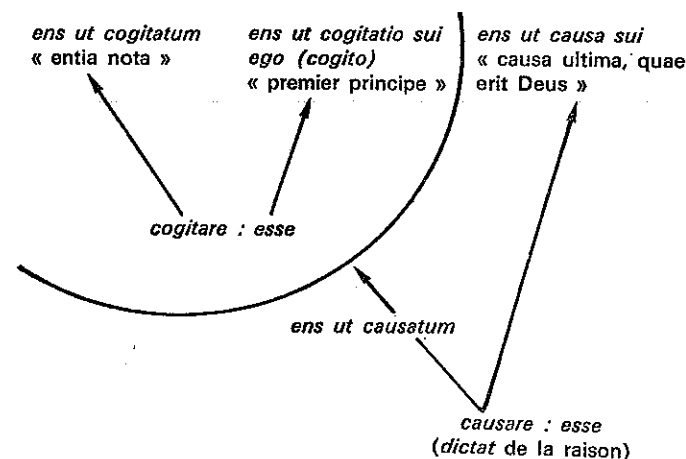 ens ut cogitatum
« entia nota »
ens ut cogitatio sui
ego (cogito)
« premier principe »
ens ut causa sui
« causa ultima, quae
erit Deus »
cogitare : esse
ens ut causatum
causare : esse
(dictat de la raison)